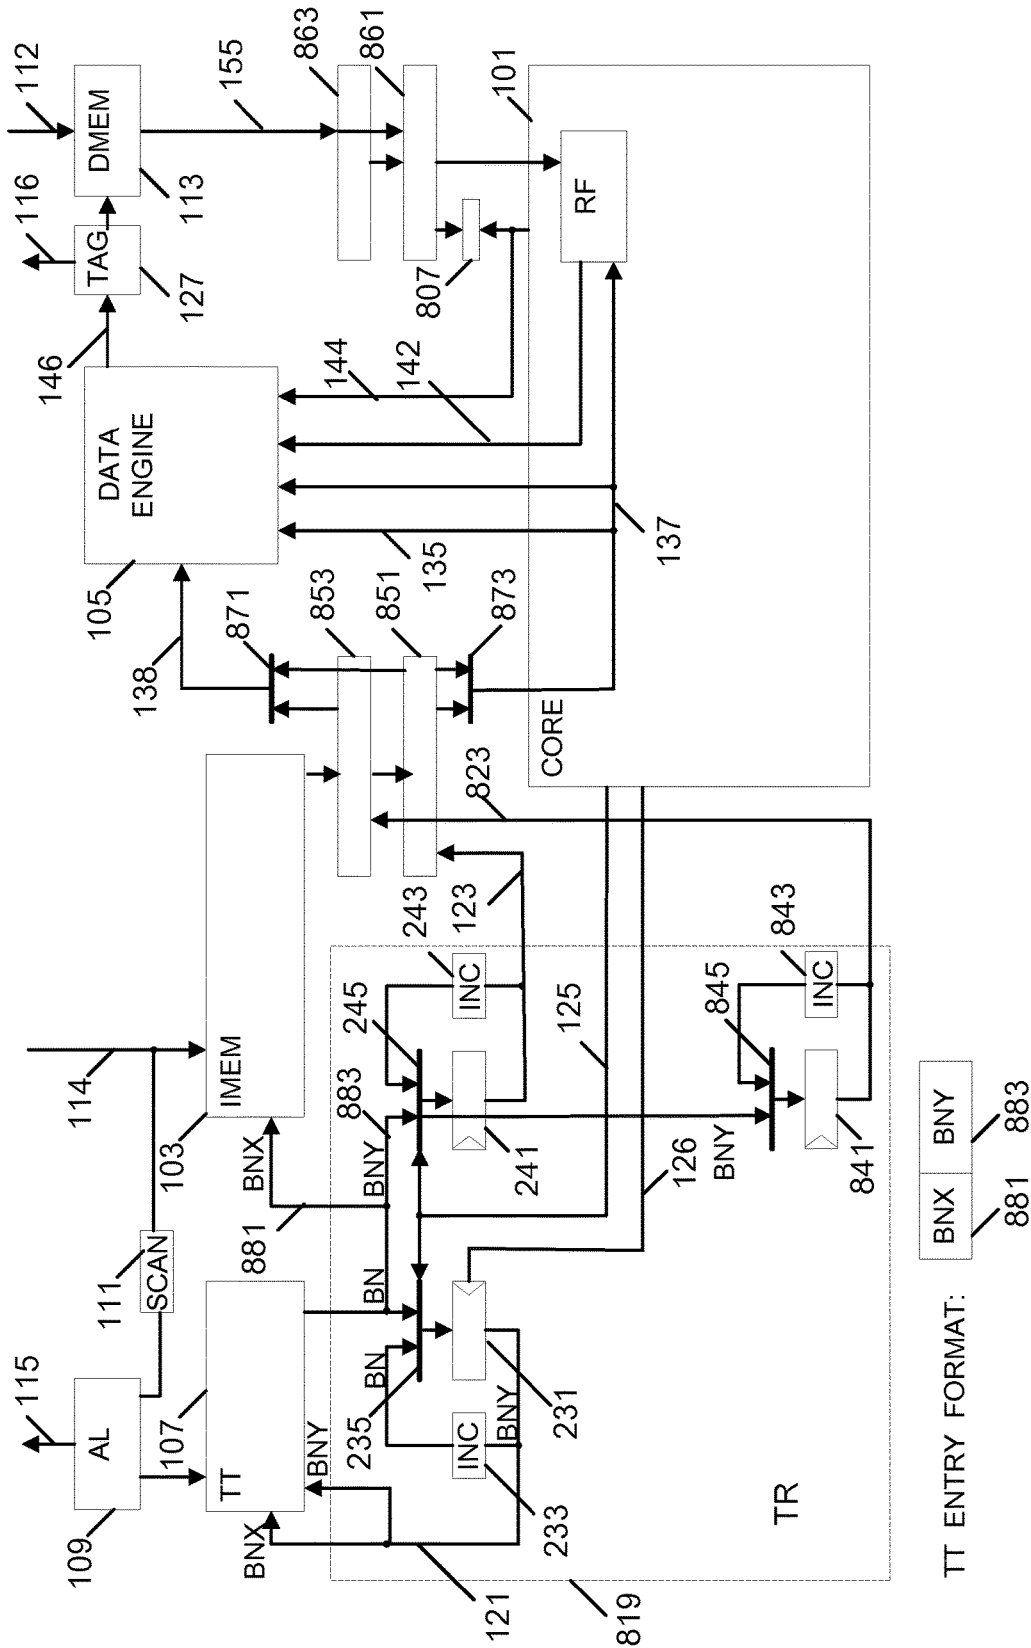 115
109
AL
114
112
116
111
SCAN
107
TT
103
IMEM
105
DATA
ENGINE
146
TAG
127
DMEM
113
155
138
871
853
851
873
135
144
142
137
863
861
807
101
RF
CORE
BNX
BNY
121
BNX
881
BN
BN
235
BNY
883
245
243
123
823
INC
233
BNY
231
241
INC
125
126
BNY
845
843
INC
841
TR
819
TT ENTRY FORMAT:
BNX BNY
881 883